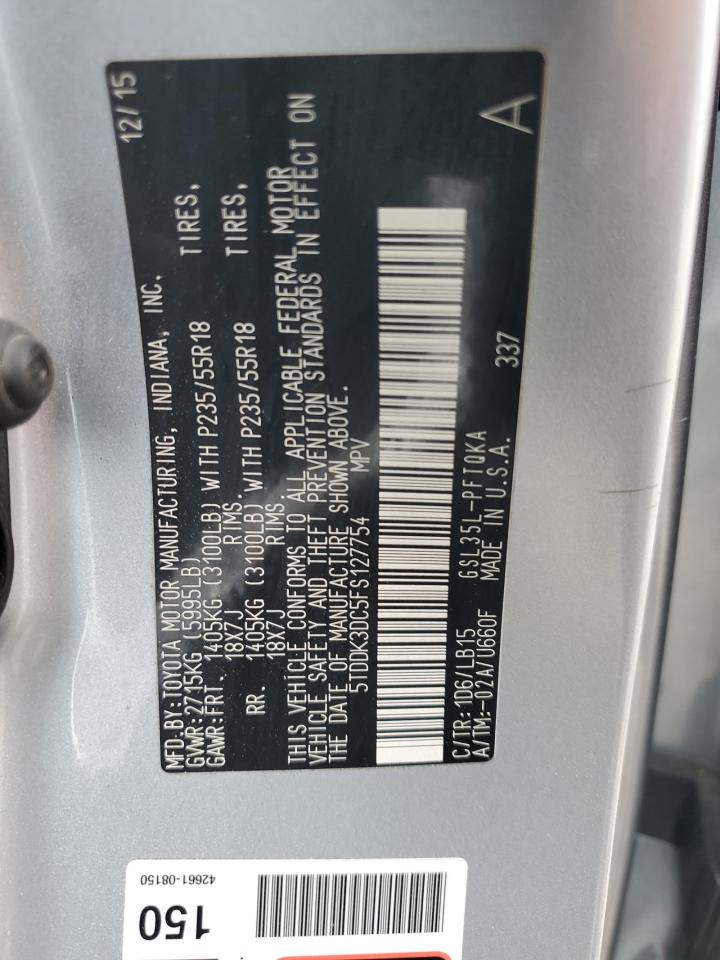 MFD.BY:TOYOTA MOTOR MANUFACTURING, INDIANA, INC. 12/15
GVWR:2715KG (5995LB)
GAWR:FRT. 1405KG (3100LB) WITH P235/55R18 TIRES,
18X7J RIMS.
RR. 1405KG (3100LB) WITH P235/55R18 TIRES,
18X7J RIMS.
THIS VEHICLE CONFORMS TO ALL APPLICABLE FEDERAL MOTOR
VEHICLE SAFETY AND THEFT PREVENTION STANDARDS IN EFFECT ON
THE DATE OF MANUFACTURE SHOWN ABOVE.
5TDDK3DC5FS127754 MPV
C/TR:1D6/LB15 GSL35L-PFTQKA 337 A
A/TM:-02A/U660F MADE IN U.S.A.
42661-08150
150